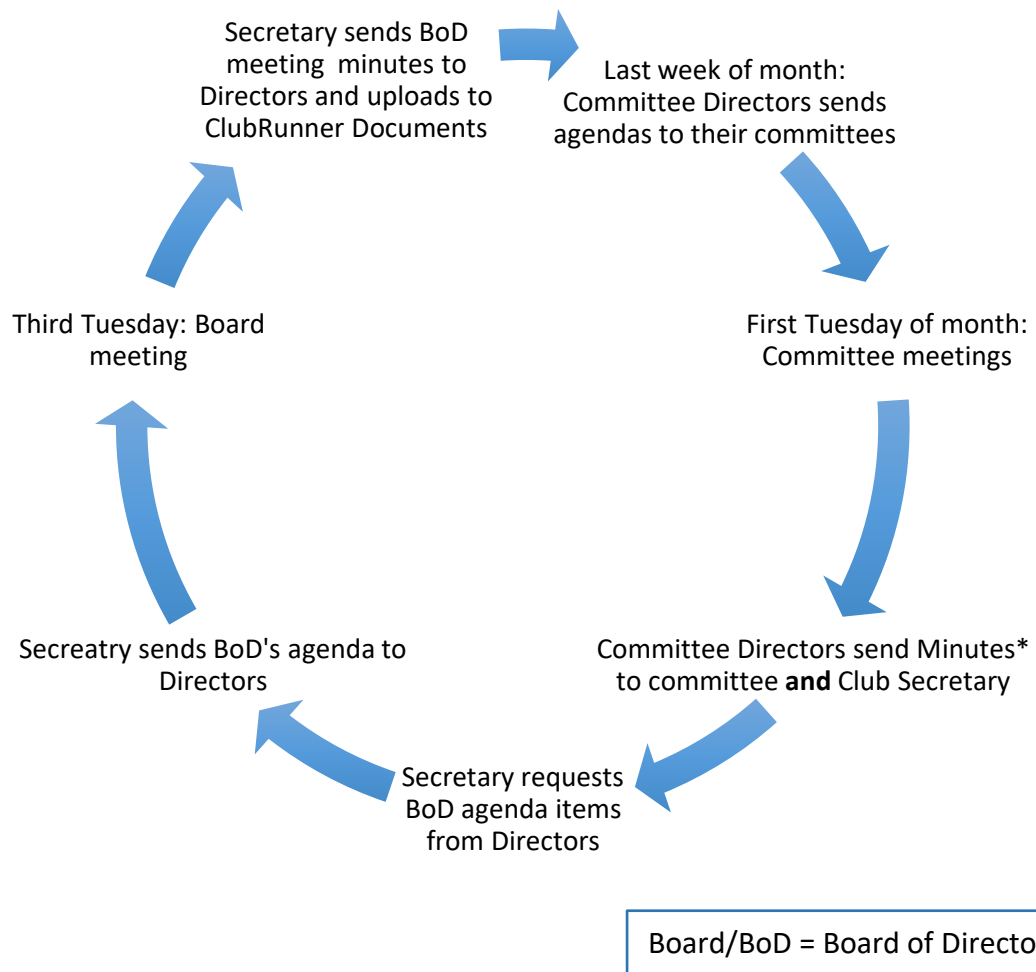 Secretary sends BoD
meeting  minutes to
Directors and uploads to
ClubRunner Documents
Last week of month:
Committee Directors sends
agendas to their committees
First Tuesday of month:
Committee meetings
Committee Directors send Minutes*
to committee and Club Secretary
Secretary requests
BoD agenda items
from Directors
Secreatry sends BoD's agenda to
Directors
Third Tuesday: Board
meeting
Board/BoD = Board of Directo